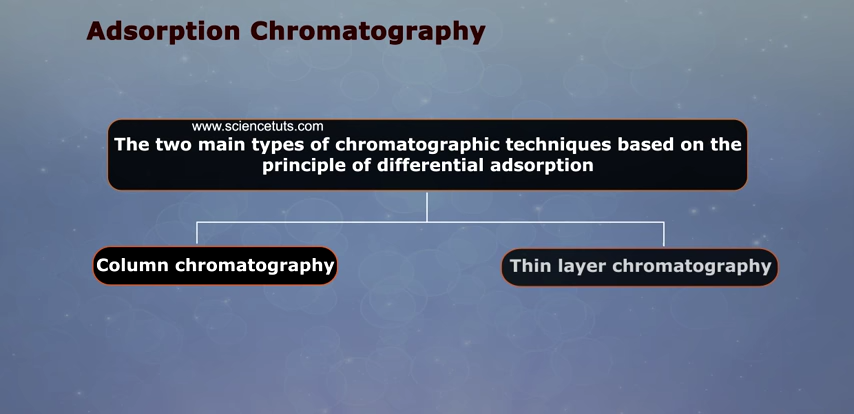 Adsorption Chromatography
www.sciencetuts.com
The two main types of chromatographic techniques based on the
principle of differential adsorption
Column chromatography
Thin layer chromatography